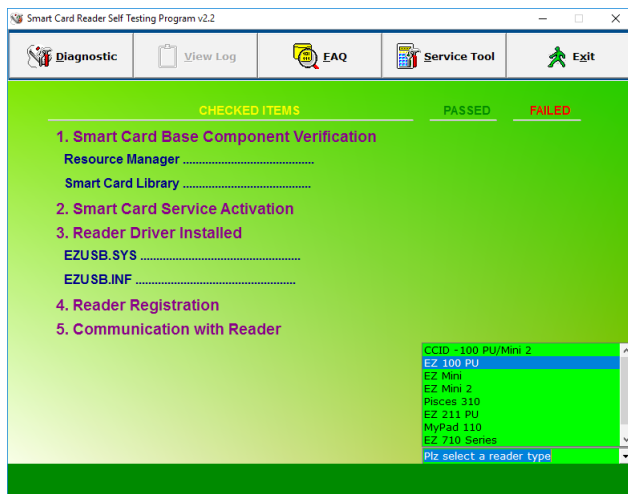 Smart Card Reader Self Testing Program v2.2
Diagnostic
View Log
FAQ
Service Tool
Exit
CHECKED ITEMS PASSED FAILED
1. Smart Card Base Component Verification
Resource Manager ..........................................
Smart Card Library .........................................
2. Smart Card Service Activation
3. Reader Driver Installed
EZUSB.SYS ...................................................
EZUSB.INF ...................................................
4. Reader Registration
5. Communication with Reader
CCID -100 PU/Mini 2
EZ 100 PU
EZ Mini
EZ Mini 2
Pisces 310
EZ 211 PU
MyPad 110
EZ 710 Series
Plz select a reader type